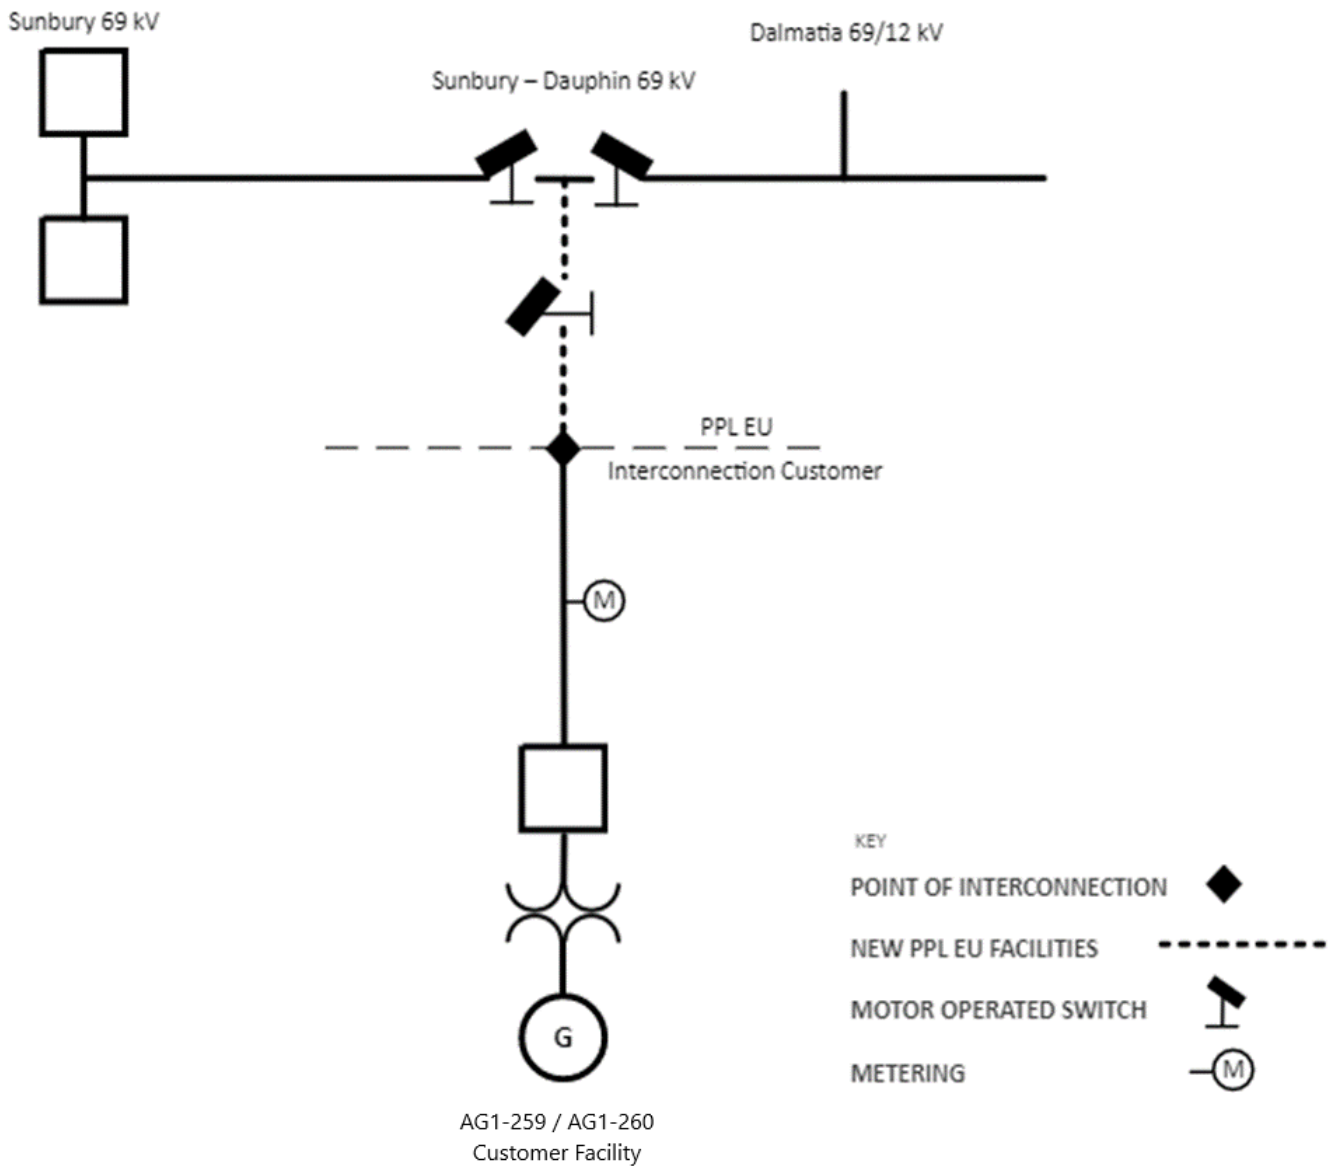 Sunbury 69 kV
Dalmatia 69/12 kV
Sunbury – Dauphin 69 kV
PPL EU
Interconnection Customer
M
G
AG1-259 / AG1-260
Customer Facility
KEY
POINT OF INTERCONNECTION
NEW PPL EU FACILITIES
MOTOR OPERATED SWITCH
METERING
M